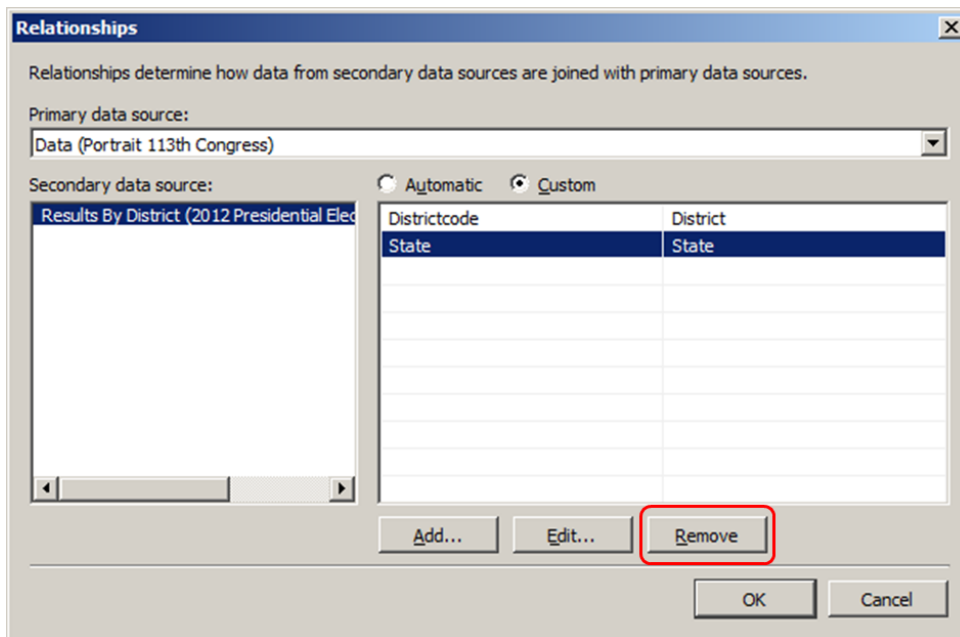 Relationships
Relationships determine how data from secondary data sources are joined with primary data sources.
Primary data source:
Data (Portrait 113th Congress)
Secondary data source:
Automatic Custom
Results By District (2012 Presidential Elec
Districtcode District
State State
Add... Edit... Remove
OK Cancel